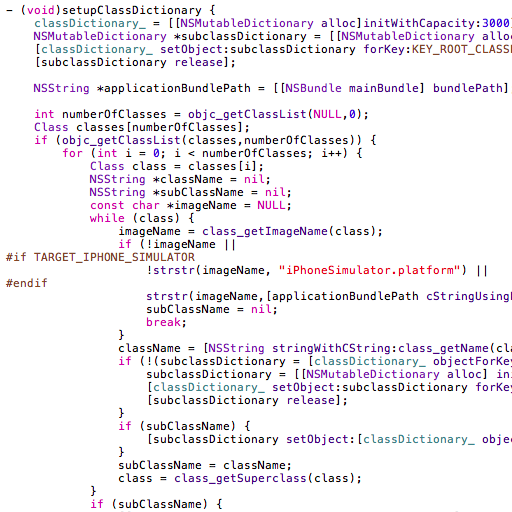 - (void)setupClassDictionary {
    classDictionary_ = [[NSMutableDictionary alloc]initWithCapacity:3000]
    NSMutableDictionary *subclassDictionary = [[NSMutableDictionary alloc]
    [classDictionary_ setObject:subclassDictionary forKey:KEY_ROOT_CLASS
    [subclassDictionary release];

    NSString *applicationBundlePath = [[NSBundle mainBundle] bundlePath]

    int numberOfClasses = objc_getClassList(NULL,0);
    Class classes[numberOfClasses];
    if (objc_getClassList(classes,numberOfClasses)) {
        for (int i = 0; i < numberOfClasses; i++) {
            Class class = classes[i];
            NSString *className = nil;
            NSString *subClassName = nil;
            const char *imageName = NULL;
            while (class) {
                imageName = class_getImageName(class);
                if (!imageName ||
#if TARGET_IPHONE_SIMULATOR
                    !strstr(imageName, "iPhoneSimulator.platform") ||
#endif
                    strstr(imageName,[applicationBundlePath cStringUsing
                    subClassName = nil;
                    break;
                }
                className = [NSString stringWithCString:class_getName(cla
                if (!(subclassDictionary = [classDictionary_ objectForKey
                    subclassDictionary = [[NSMutableDictionary alloc] in
                    [classDictionary_ setObject:subclassDictionary forKe
                    [subclassDictionary release];
                }
                if (subClassName) {
                    [subclassDictionary setObject:[classDictionary_ obje
                }
                subClassName = className;
                class = class_getSuperclass(class);
            }
            if (subClassName) {